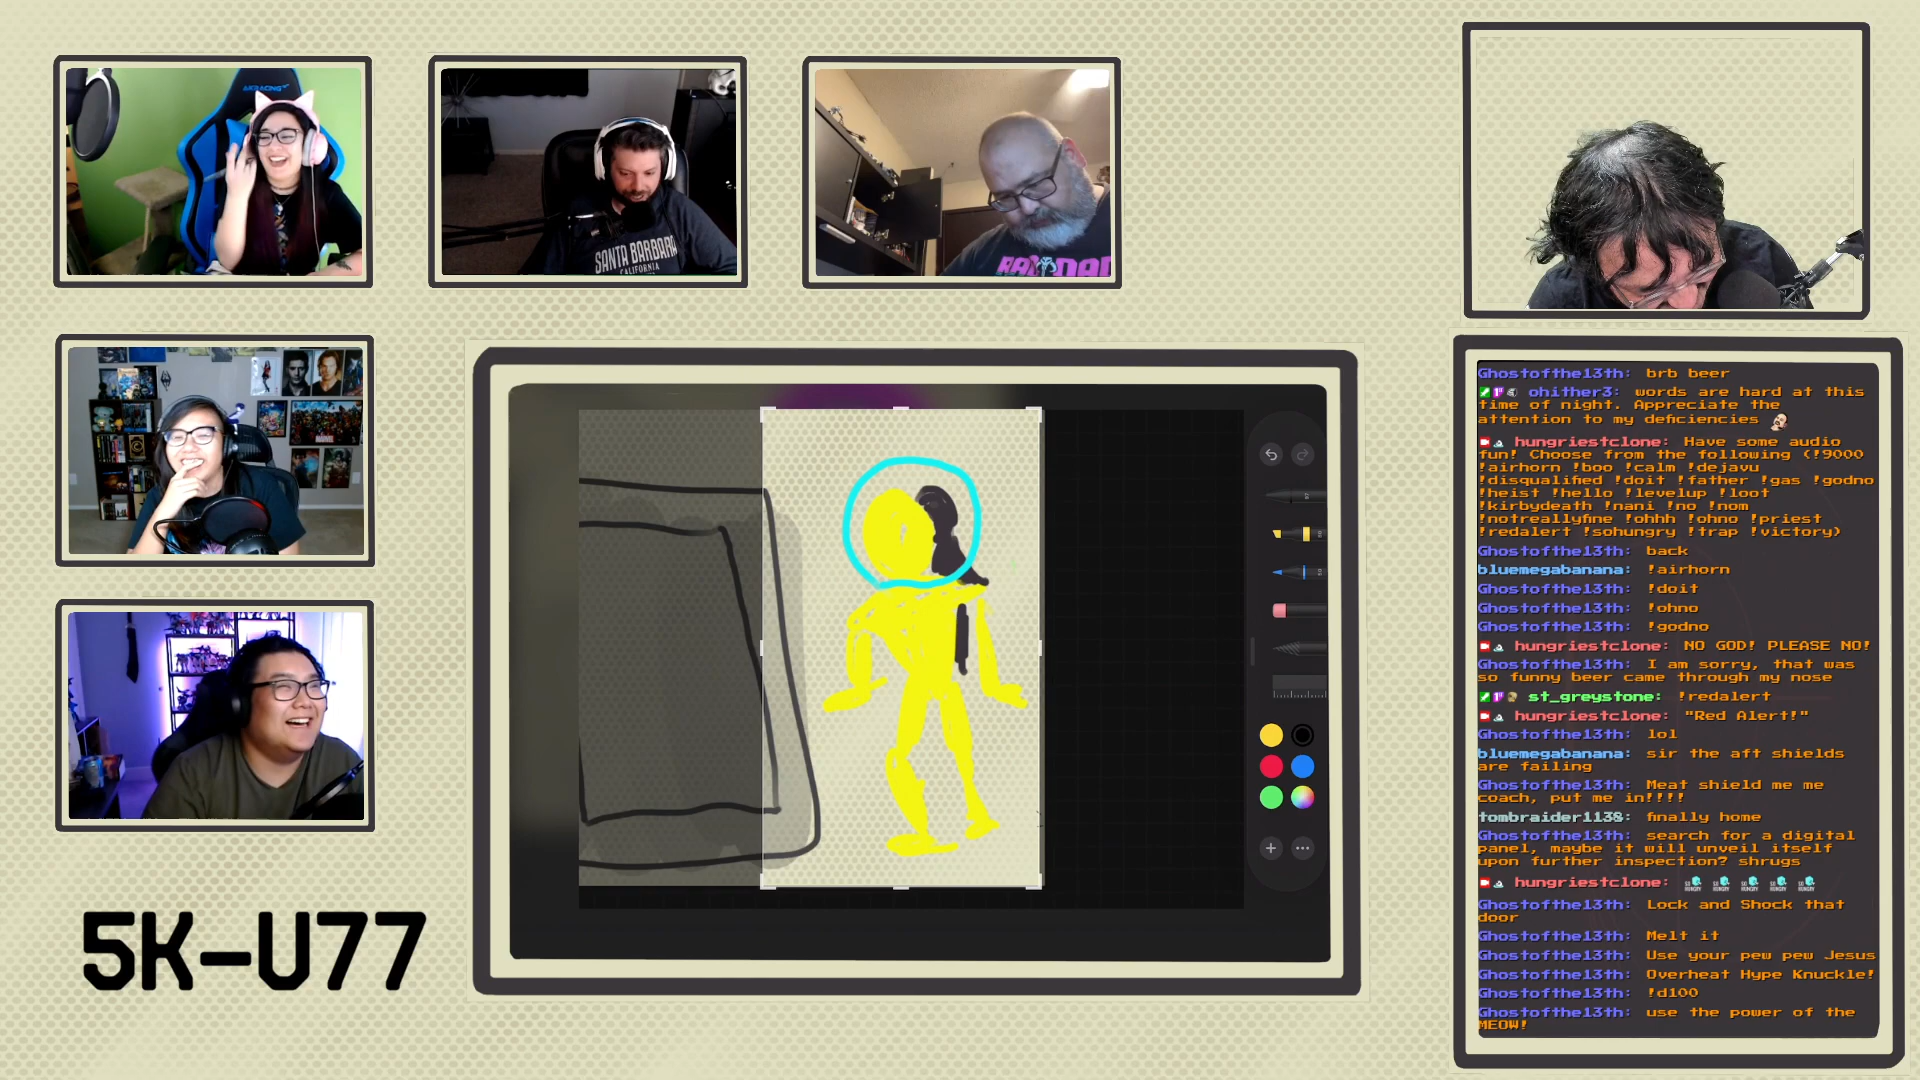 AKRACING
SANTA BARBARA
CALIFORNIA
5K-U77
Ghostofthe13th: brb beer
ohither3: words are hard at this
time of night. Appreciate the
attention to my deficiencies
hungriestclone: Have some audio
fun! Choose from the following (!9000
!airhorn !boo !calm !dejavu
!disqualified !doit !father !gas !godno
!heist !hello !levelup !loot
!kirbydeath !nani !no !nom
!notreallyfine !ohhh !ohno !priest
!redalert !sohungry !trap !victory)
Ghostofthe13th: back
bluemegabanana: !airhorn
Ghostofthe13th: !doit
Ghostofthe13th: !ohno
Ghostofthe13th: !godno
hungriestclone: NO GOD! PLEASE NO!
Ghostofthe13th: I am sorry, that was
so funny beer came through my nose
st_greystone: !redalert
hungriestclone: "Red Alert!"
Ghostofthe13th: lol
bluemegabanana: sir the aft shields
are failing
Ghostofthe13th: Meat shield me me
coach, put me in!!!!
tombraider1138: finally home
Ghostofthe13th: search for a digital
panel, maybe it will unveil itself
upon further inspection? shrugs
hungriestclone:
Ghostofthe13th: Lock and Shock that
door
Ghostofthe13th: Melt it
Ghostofthe13th: Use your pew pew Jesus
Ghostofthe13th: Overheat Hype Knuckle!
Ghostofthe13th: !d100
Ghostofthe13th: use the power of the
MEOW!